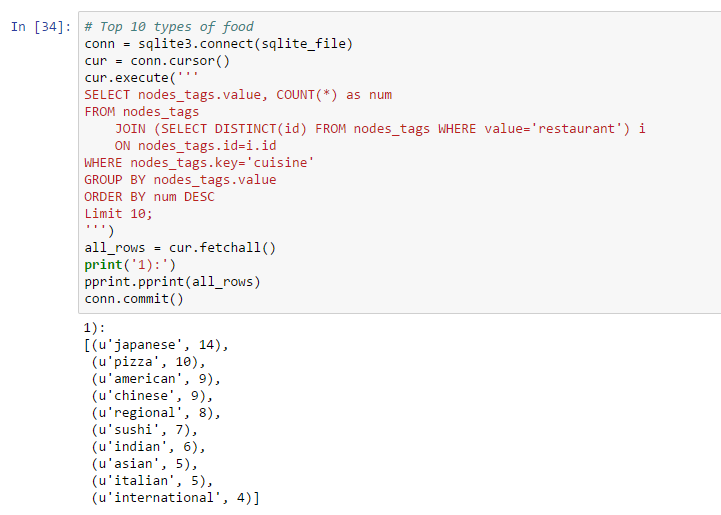 In [34]: # Top 10 types of food
conn = sqlite3.connect(sqlite_file)
cur = conn.cursor()
cur.execute('''
SELECT nodes_tags.value, COUNT(*) as num
FROM nodes_tags
    JOIN (SELECT DISTINCT(id) FROM nodes_tags WHERE value='restaurant') i
    ON nodes_tags.id=i.id
WHERE nodes_tags.key='cuisine'
GROUP BY nodes_tags.value
ORDER BY num DESC
Limit 10;
''')
all_rows = cur.fetchall()
print('1):')
pprint.pprint(all_rows)
conn.commit()
1):
[(u'japanese', 14),
 (u'pizza', 10),
 (u'american', 9),
 (u'chinese', 9),
 (u'regional', 8),
 (u'sushi', 7),
 (u'indian', 6),
 (u'asian', 5),
 (u'italian', 5),
 (u'international', 4)]